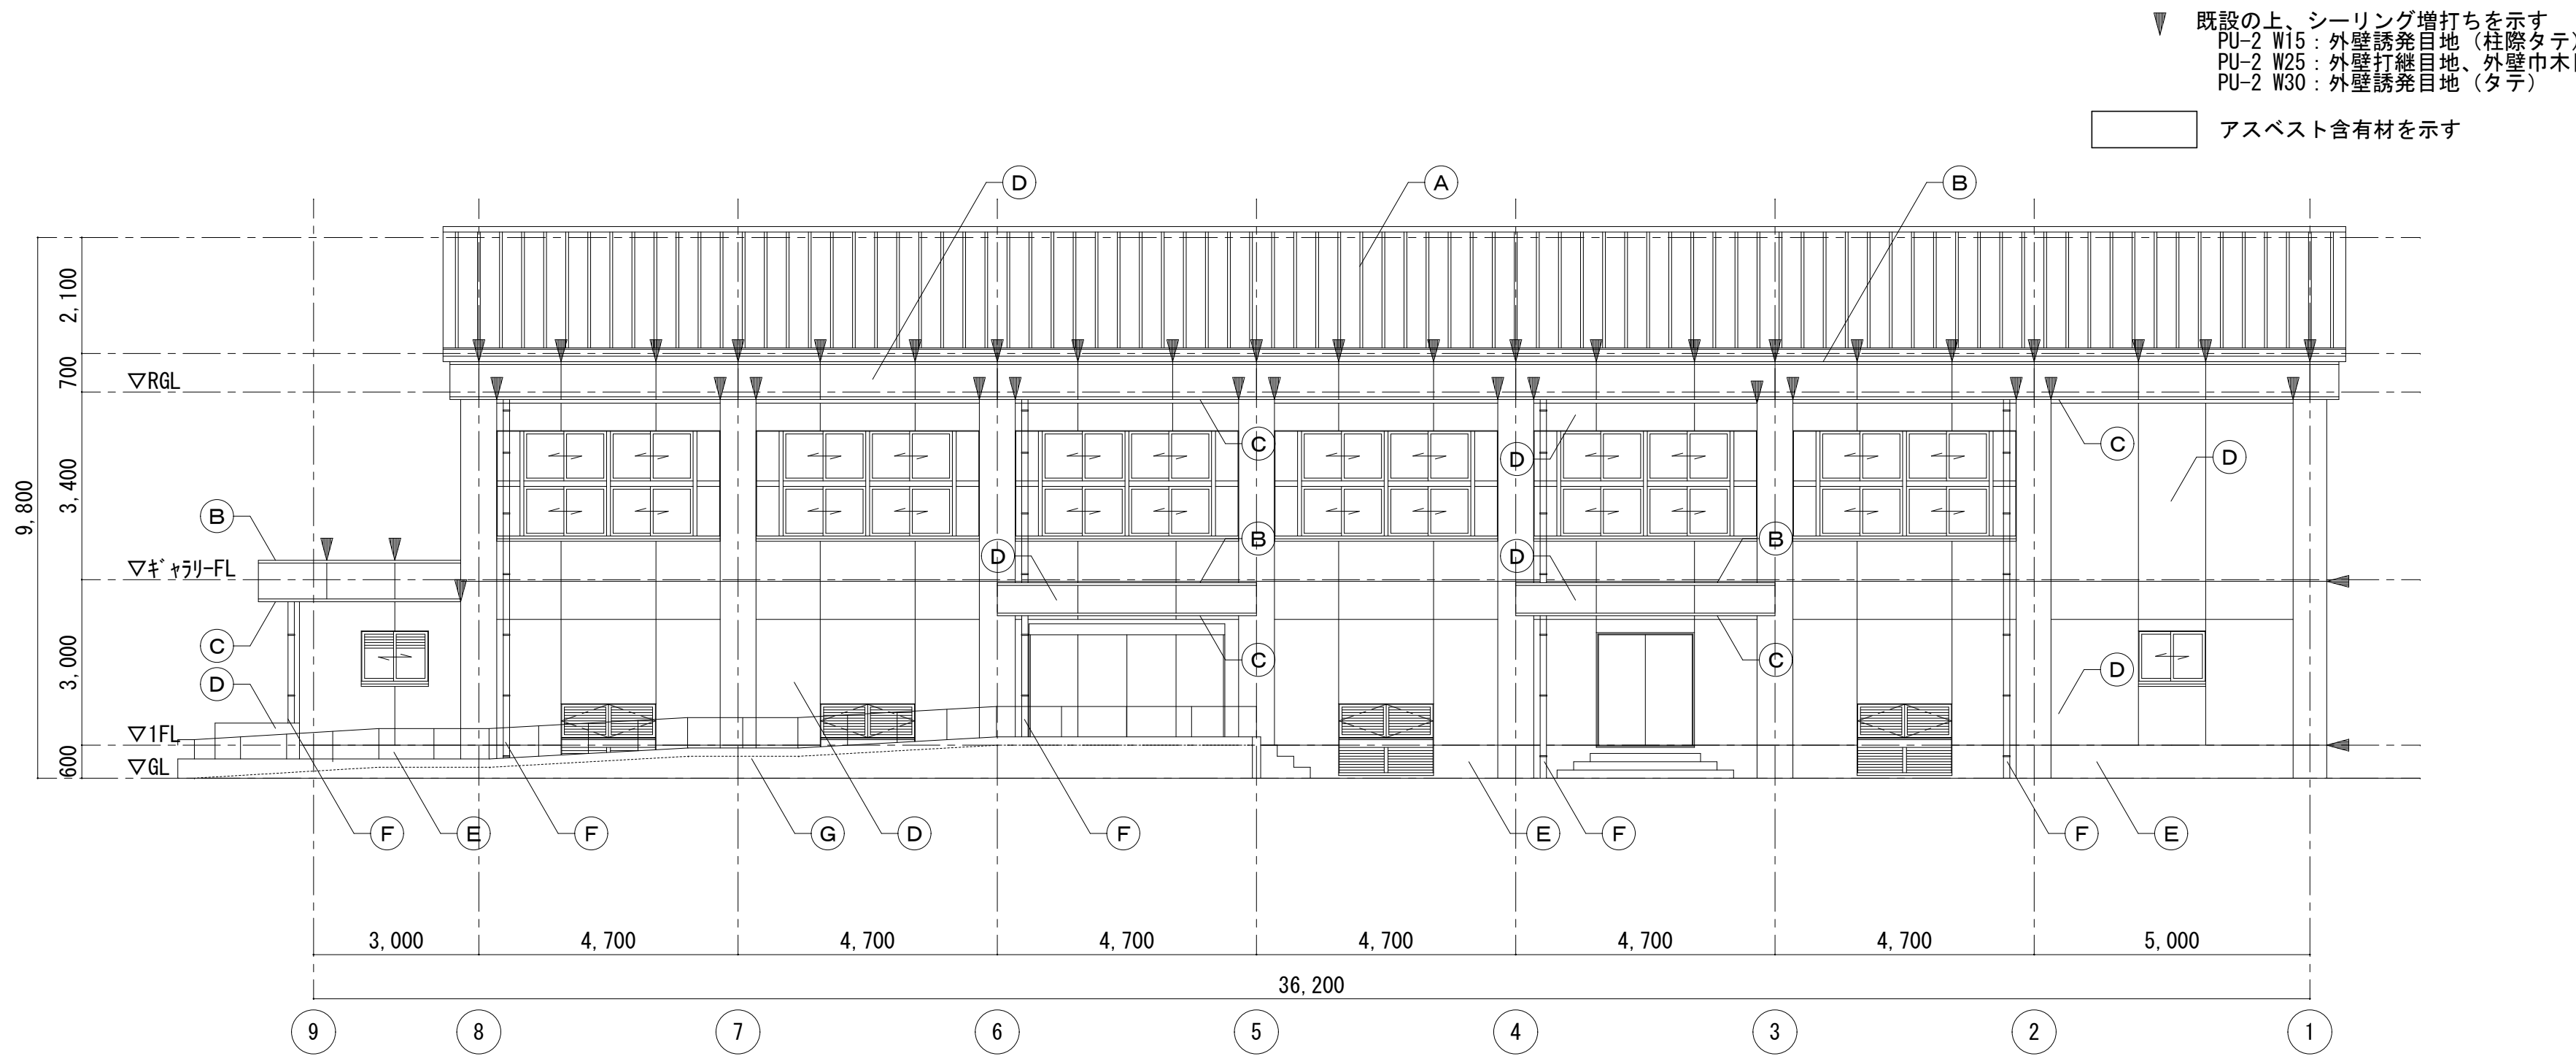 既設の上、シーリング増打ちを示す
PU-2 W15：外壁誘発目地（柱際タテ）
PU-2 W25：外壁打継目地、外壁巾木
PU-2 W30：外壁誘発目地（タテ）
アスベスト含有材を示す
D
A
B
2,100
700
▽RGL
C
C
D
D
3,400
9,800
B
B
B
D
D
▽ｷﾞｬﾗﾘｰFL
C
C
C
3,000
D
D
▽1FL
600
▽GL
F
E
F
G
D
F
E
F
F
E
3,000
4,700
4,700
4,700
4,700
4,700
4,700
5,000
36,200
9
8
7
6
5
4
3
2
1